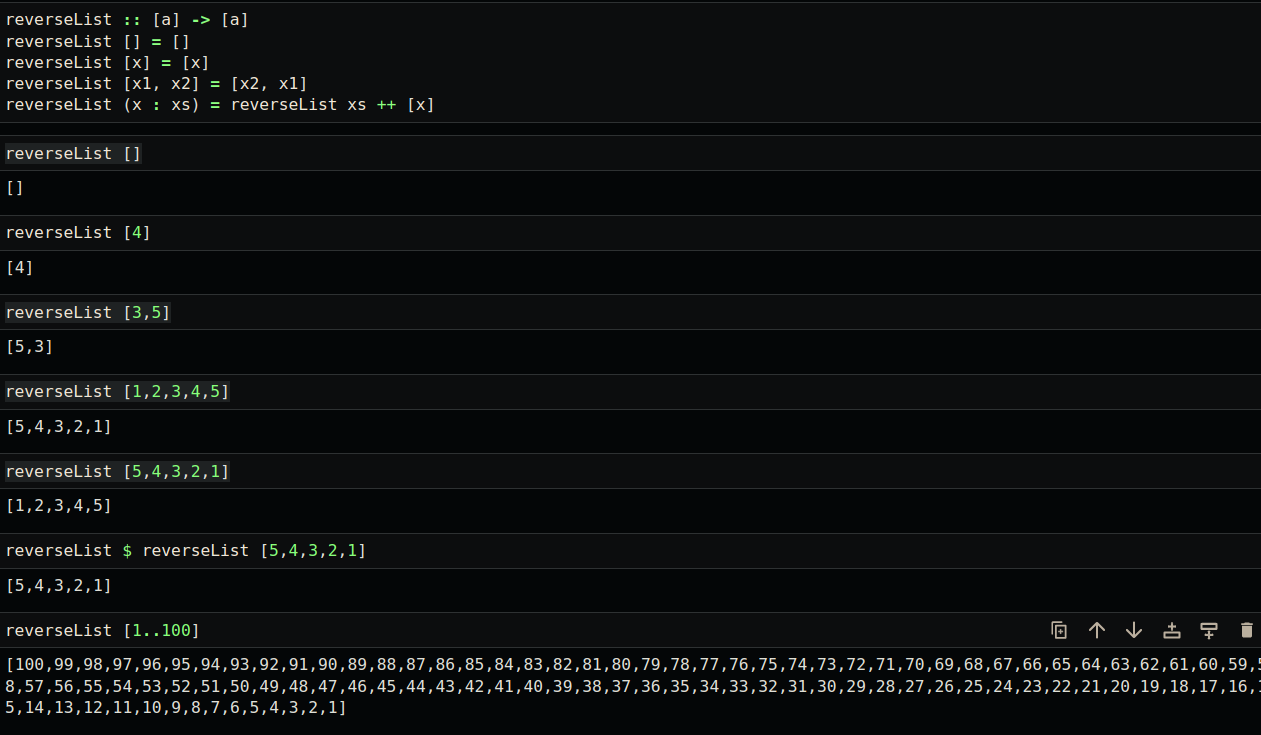 reverseList :: [a] -> [a]
reverseList [] = []
reverseList [x] = [x]
reverseList [x1, x2] = [x2, x1]
reverseList (x : xs) = reverseList xs ++ [x]
reverseList []
[]
reverseList [4]
[4]
reverseList [3,5]
[5,3]
reverseList [1,2,3,4,5]
[5,4,3,2,1]
reverseList [5,4,3,2,1]
[1,2,3,4,5]
reverseList $ reverseList [5,4,3,2,1]
[5,4,3,2,1]
reverseList [1..100]
[100,99,98,97,96,95,94,93,92,91,90,89,88,87,86,85,84,83,82,81,80,79,78,77,76,75,74,73,72,71,70,69,68,67,66,65,64,63,62,61,60,59,5
8,57,56,55,54,53,52,51,50,49,48,47,46,45,44,43,42,41,40,39,38,37,36,35,34,33,32,31,30,29,28,27,26,25,24,23,22,21,20,19,18,17,16,1
5,14,13,12,11,10,9,8,7,6,5,4,3,2,1]